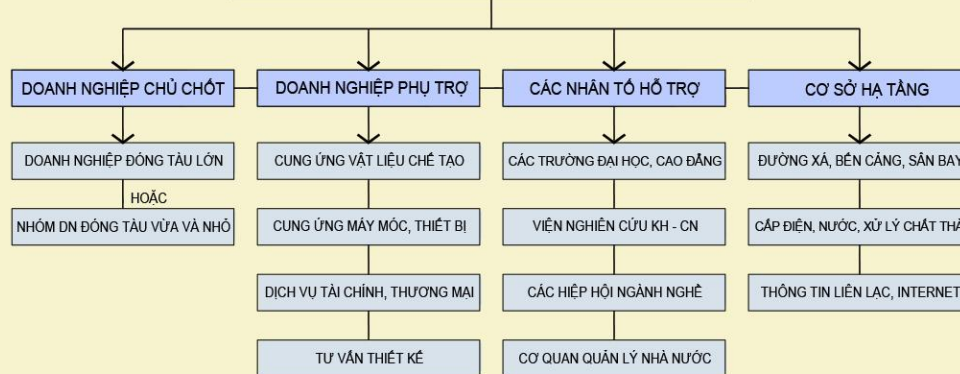 DOANH NGHIỆP CHỦ CHỐT
DOANH NGHIỆP PHỤ TRỢ
CÁC NHÂN TỐ HỖ TRỢ
CƠ SỞ HẠ TẦNG
DOANH NGHIỆP ĐÓNG TÀU LỚN
CUNG ỨNG VẬT LIỆU CHẾ TẠO
CÁC TRƯỜNG ĐẠI HỌC, CAO ĐẲNG
ĐƯỜNG XÁ, BẾN CẢNG, SÂN BAY
HOẶC
NHÓM DN ĐÓNG TÀU VỪA VÀ NHỎ
CUNG ỨNG MÁY MÓC, THIẾT BỊ
VIỆN NGHIÊN CỨU KH - CN
CẤP ĐIỆN, NƯỚC, XỬ LÝ CHẤT
DỊCH VỤ TÀI CHÍNH, THƯƠNG MẠI
CÁC HIỆP HỘI NGÀNH NGHỀ
THÔNG TIN LIÊN LẠC, INTERNET
TƯ VẤN THIẾT KẾ
CƠ QUAN QUẢN LÝ NHÀ NƯỚC